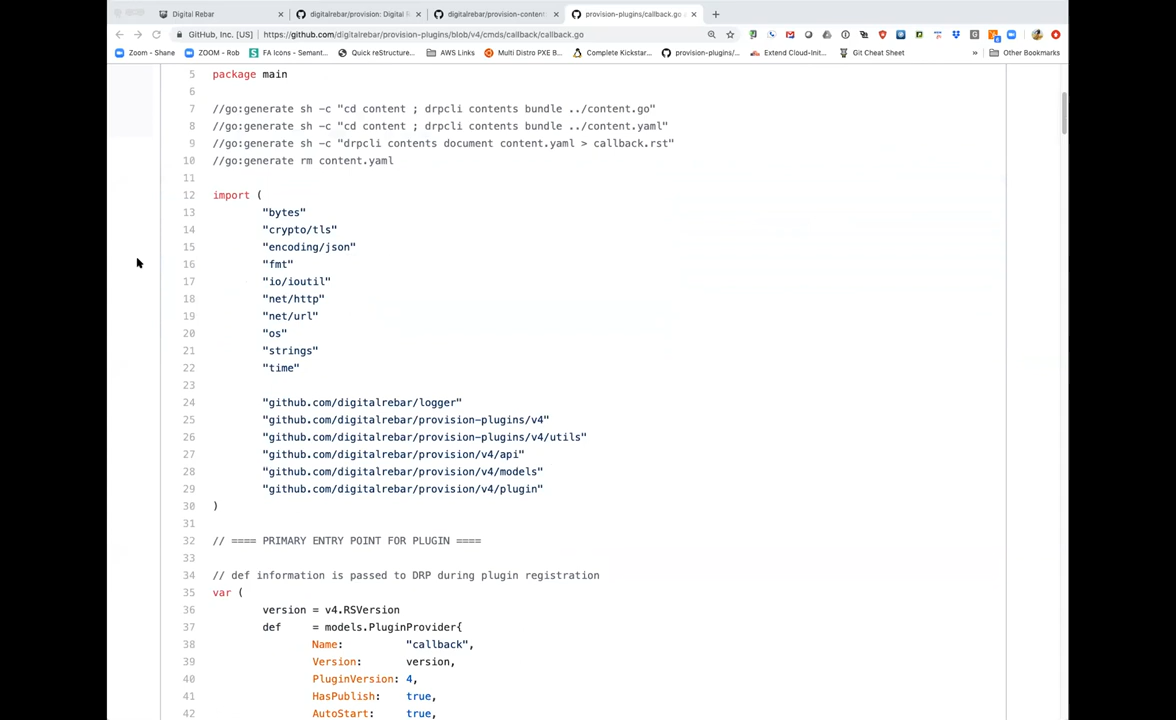 Digital Rebar
digitalrebar/provision: Digital
digitalrebar/provision-content
provision-plugins/callback.go
GitHub, Inc. [US] https://github.com/digitalrebar/provision-plugins/blob/v4/cmds/callback/callback.go
Zoom - Shane ZOOM - Rob FA Icons – Semant... Quick reStructure... AWS Links Multi Distro PXE B... Complete Kickstar... provision-plugins/... Extend Cloud-Init... Git Cheat Sheet » Other Bookmarks
5 package main
6
7 //go:generate sh -c "cd content ; drpcli contents bundle ../content.go"
8 //go:generate sh -c "cd content ; drpcli contents bundle ../content.yaml"
9 //go:generate sh -c "drpcli contents document content.yaml > callback.rst"
10 //go:generate rm content.yaml
11
12 import (
13 "bytes"
14 "crypto/tls"
15 "encoding/json"
16 "fmt"
17 "io/ioutil"
18 "net/http"
19 "net/url"
20 "os"
21 "strings"
22 "time"
23
24 "github.com/digitalrebar/logger"
25 "github.com/digitalrebar/provision-plugins/v4"
26 "github.com/digitalrebar/provision-plugins/v4/utils"
27 "github.com/digitalrebar/provision/v4/api"
28 "github.com/digitalrebar/provision/v4/models"
29 "github.com/digitalrebar/provision/v4/plugin"
30 )
31
32 // ==== PRIMARY ENTRY POINT FOR PLUGIN ====
33
34 // def information is passed to DRP during plugin registration
35 var (
36 version = v4.RSVersion
37 def = models.PluginProvider{
38 Name: "callback",
39 Version: version,
40 PluginVersion: 4,
41 HasPublish: true,
42 AutoStart: true,